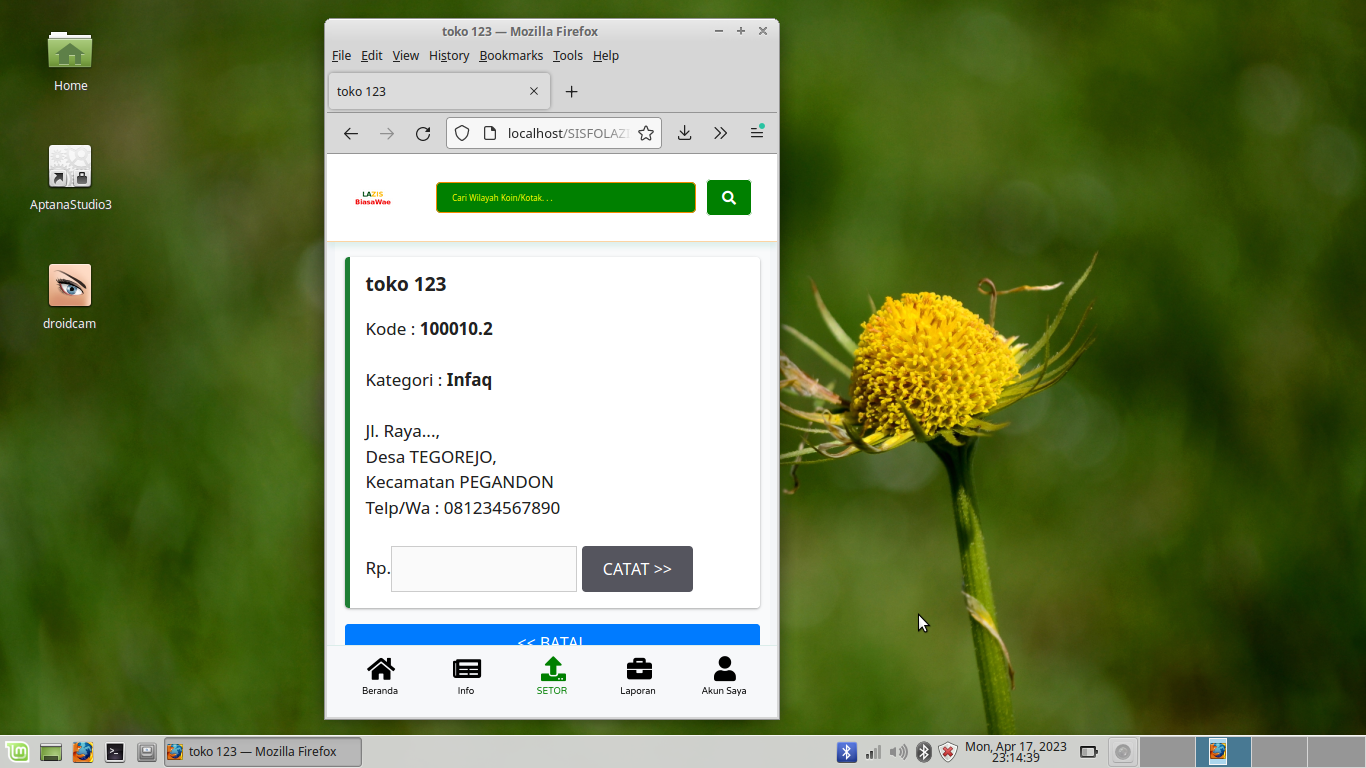 Home
AptanaStudio3
droidcam
toko 123 — Mozilla Firefox
File Edit View History Bookmarks Tools Help
toko 123
localhost/SISFOLAZ
LAZIS
BiasaWae
Cari Wilayah Koin/Kotak. . .
toko 123
Kode : 100010.2
Kategori : Infaq
Jl. Raya...,
Desa TEGOREJO,
Kecamatan PEGANDON
Telp/Wa : 081234567890
Rp.
CATAT >>
<< BATAL
Beranda
Info
SETOR
Laporan
Akun Saya
toko 123 — Mozilla Firefox
Mon, Apr 17, 2023
23:14:39